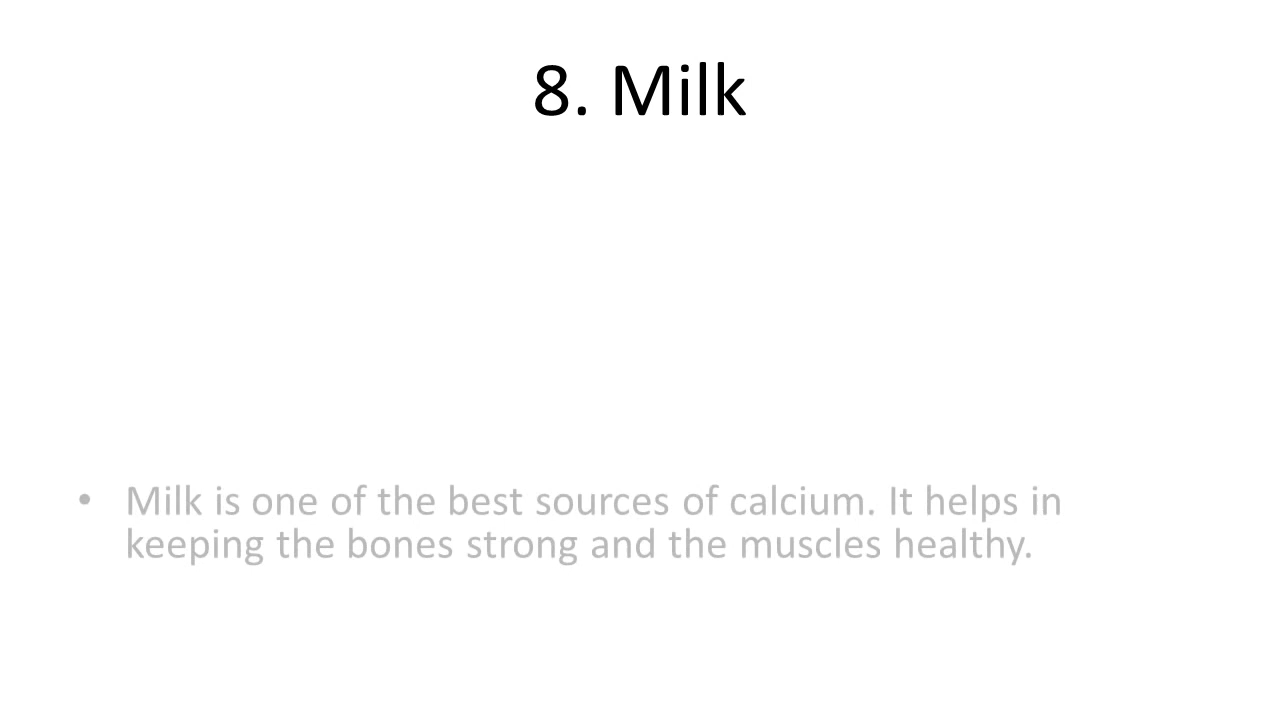 8. Milk
• Milk is one of the best sources of calcium. It helps in
keeping the bones strong and the muscles healthy.